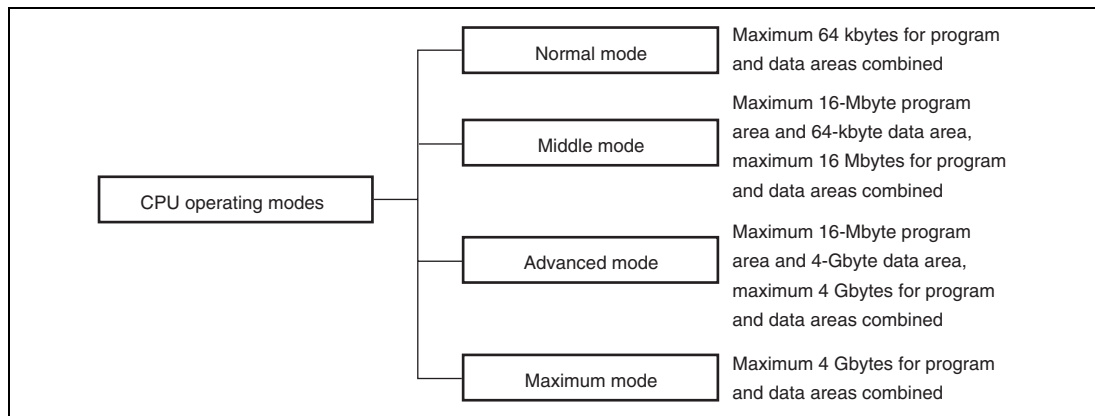 Normal mode
Maximum 64 kbytes for program
and data areas combined
Middle mode
Maximum 16-Mbyte program
area and 64-kbyte data area,
maximum 16 Mbytes for program
and data areas combined
CPU operating modes
Advanced mode
Maximum 16-Mbyte program
area and 4-Gbyte data area,
maximum 4 Gbytes for program
and data areas combined
Maximum mode
Maximum 4 Gbytes for program
and data areas combined